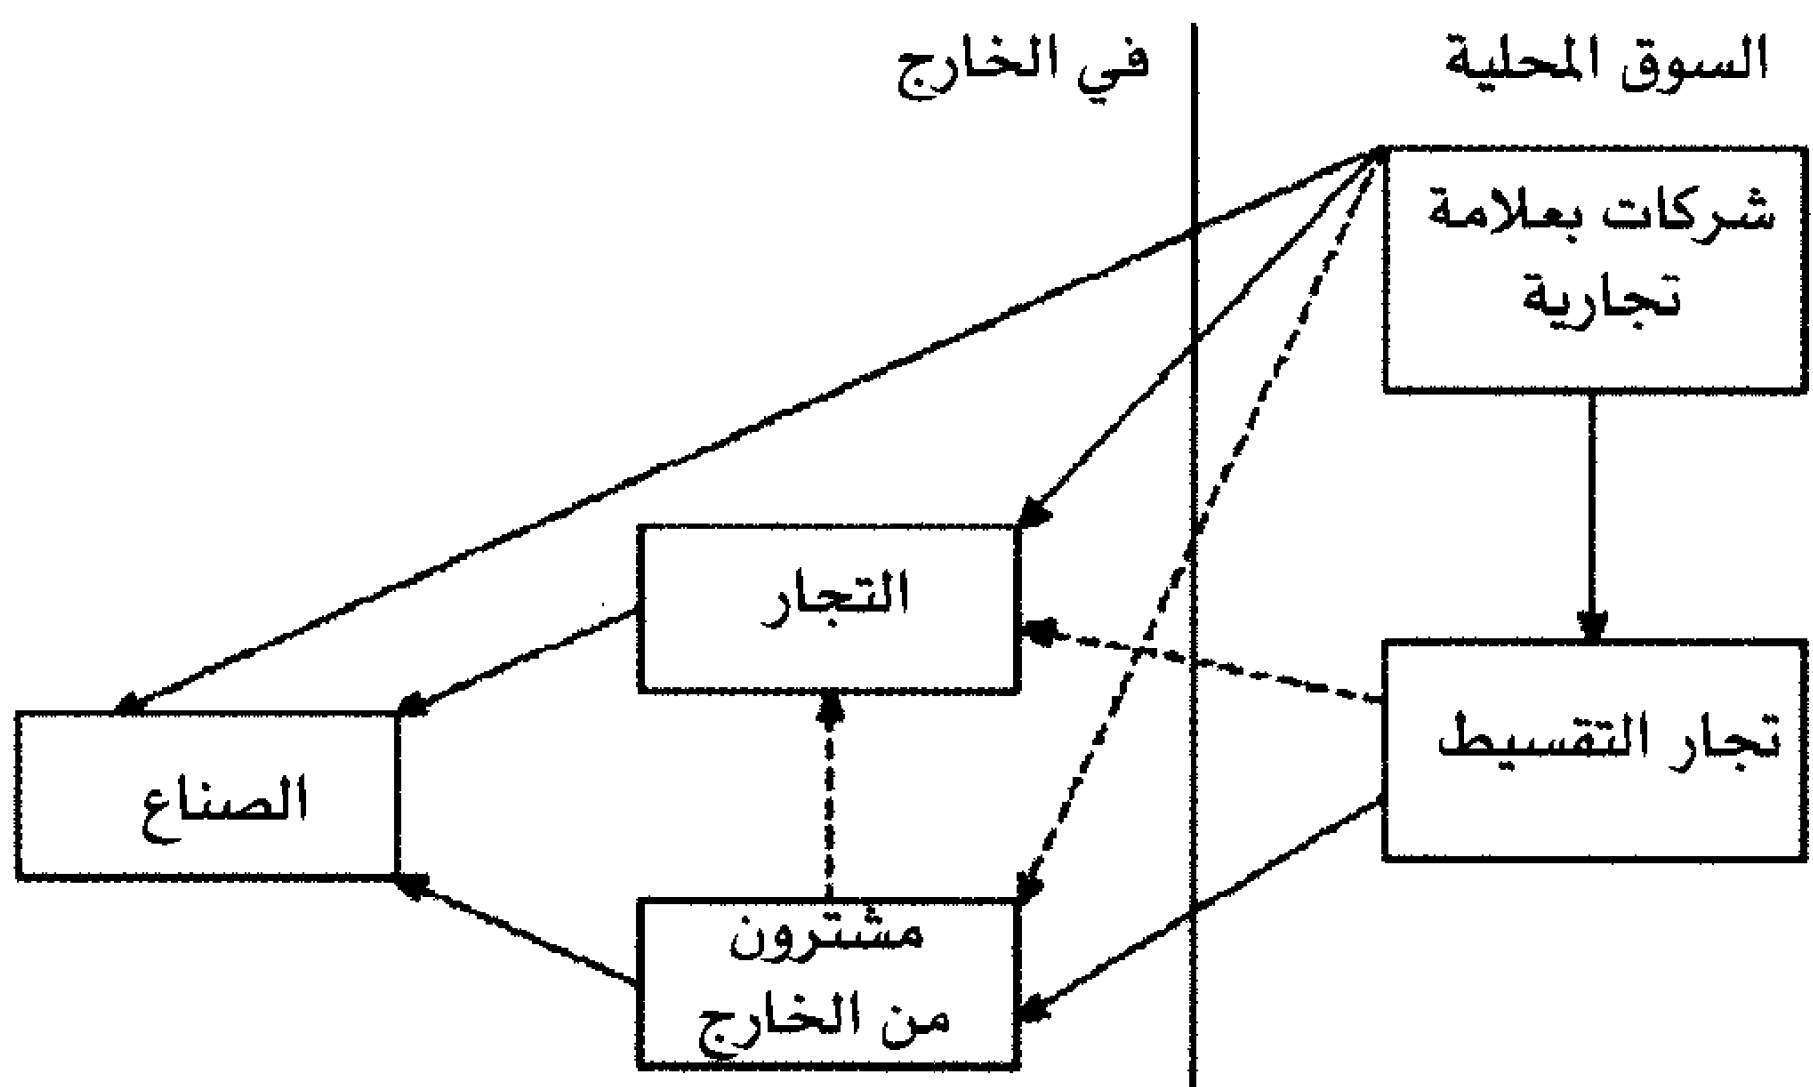 السوق المحلية
في الخارج
شركات بعلامة
تجارية
التجار
تجار التقسيط
الصناع
مشترون
من الخارج